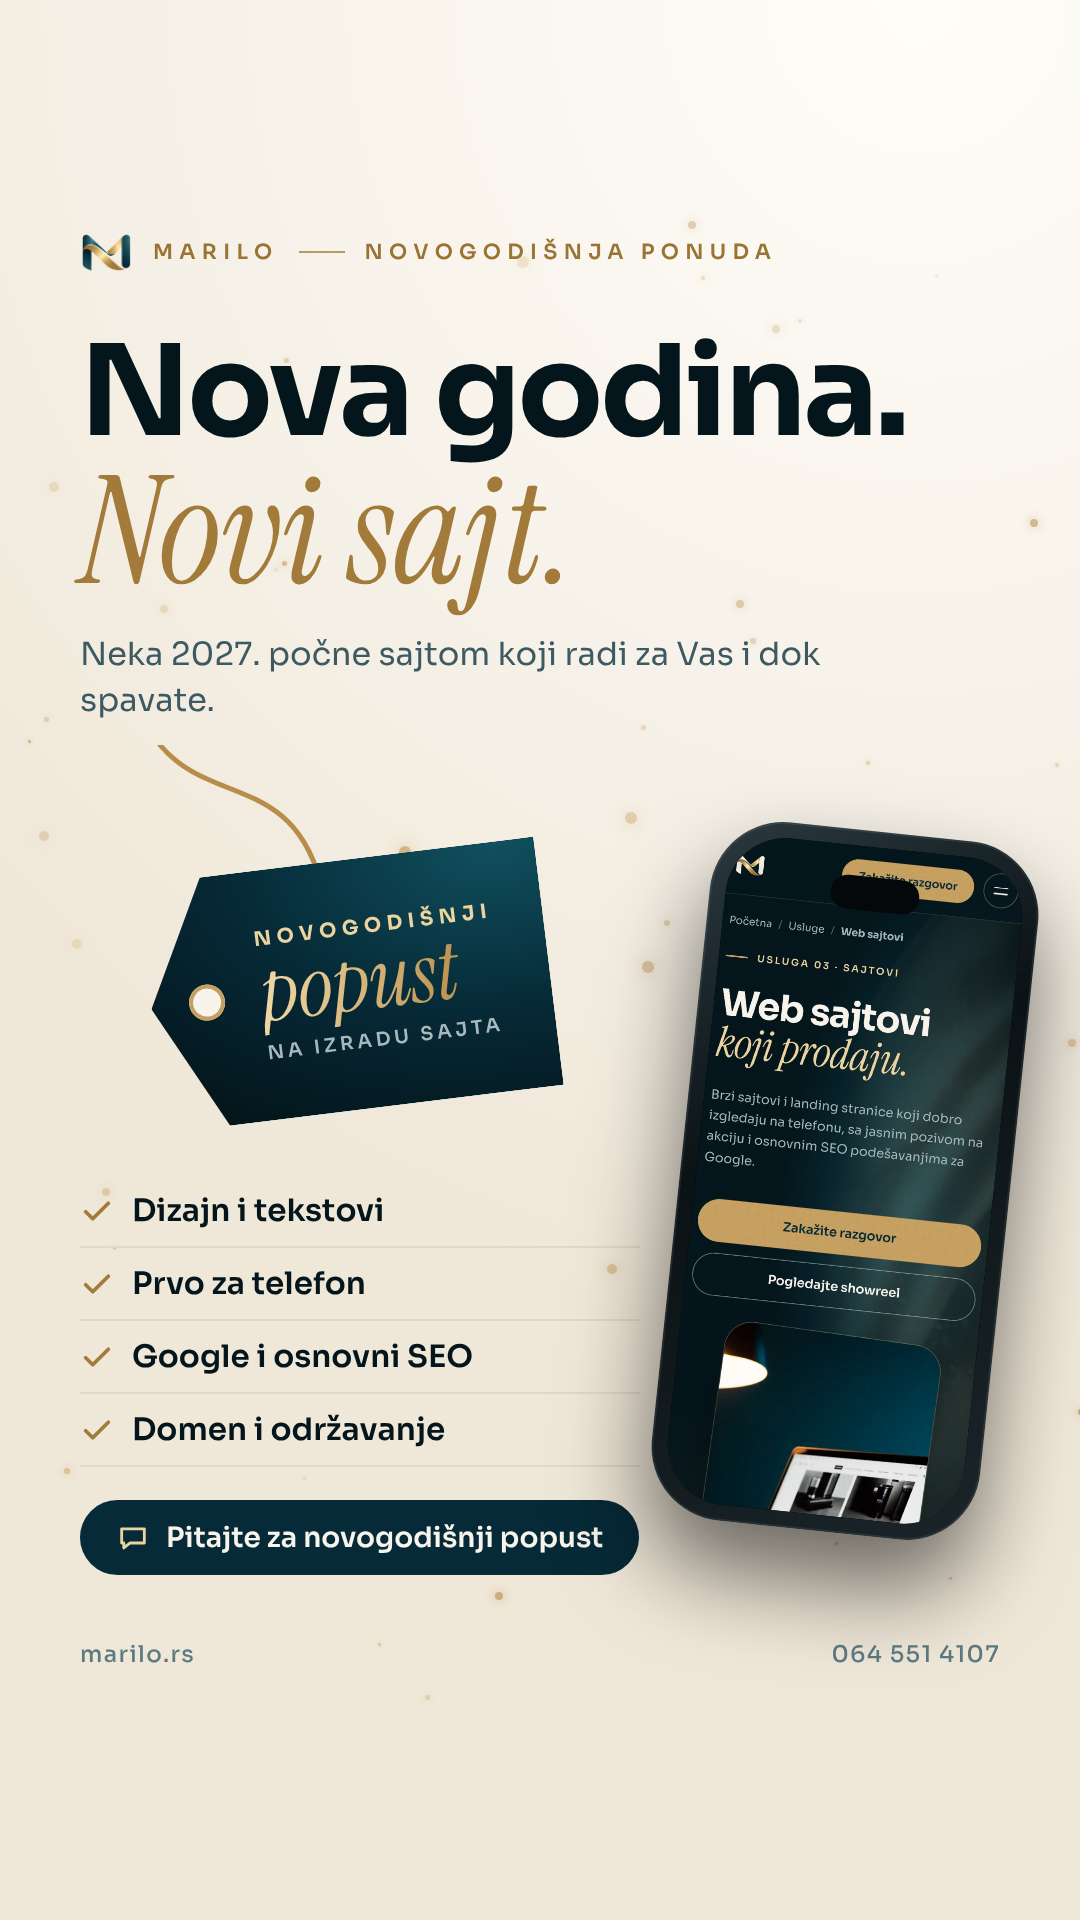 MARILO — NOVOGODIŠNJA PONUDA
Nova godina.
Novi sajt.
Neka 2027. počne sajtom koji radi za Vas i dok
spavate.
NOVOGODIŠNJI
popust
NA IZRADU SAJTA
Dizajn i tekstovi
Prvo za telefon
Google i osnovni SEO
Domen i održavanje
Pitajte za novogodišnji popust
Zakažite razgovor
Početna / Usluge / Web sajtovi
USLUGA 03 · SAJTOVI
Web sajtovi
koji prodaju.
Brzi sajtovi i landing stranice koji dobro
izgledaju na telefonu, sa jasnim pozivom na
akciju i osnovnim SEO podešavanjima za
Google.
Zakažite razgovor
Pogledajte showreel
marilo.rs
064 551 4107